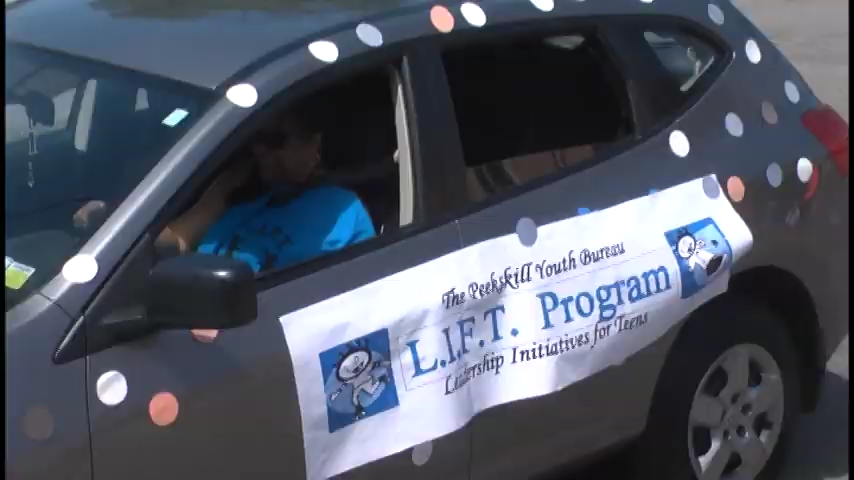 The Peekskill Youth Bureau
L.I.F.T. Program
Leadership Initiatives for Teens